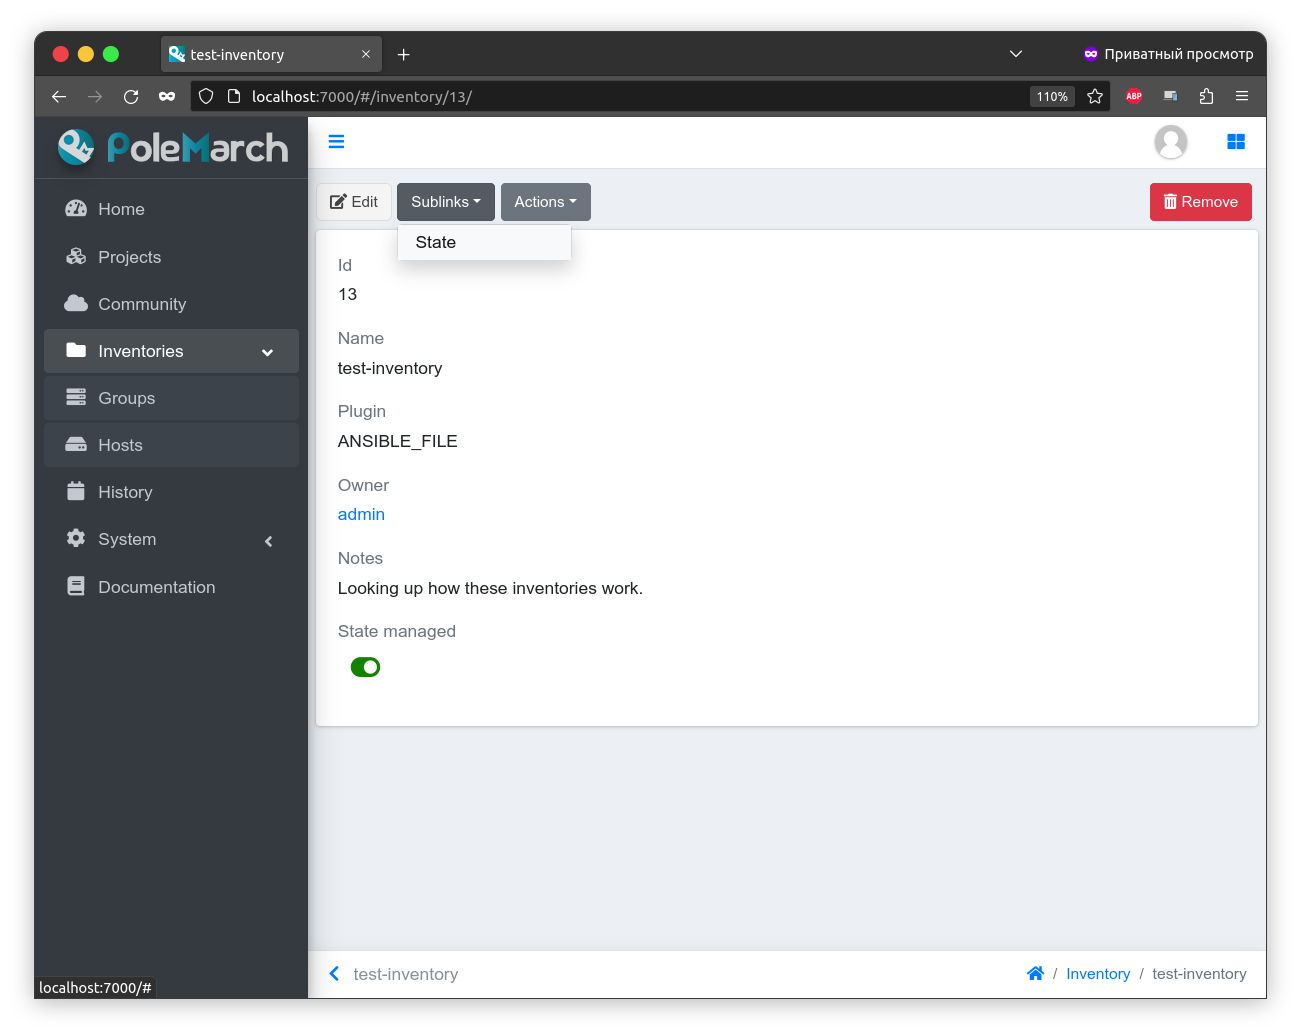 test-inventory
Приватный просмотр
localhost:7000/#/inventory/13/
110%
ABP
PoleMarch
Home
Projects
Community
Inventories
Groups
Hosts
History
System
Documentation
Edit
Sublinks
Actions
Remove
State
Id
13
Name
test-inventory
Plugin
ANSIBLE_FILE
Owner
admin
Notes
Looking up how these inventories work.
State managed
test-inventory
/ Inventory / test-inventory
localhost:7000/#